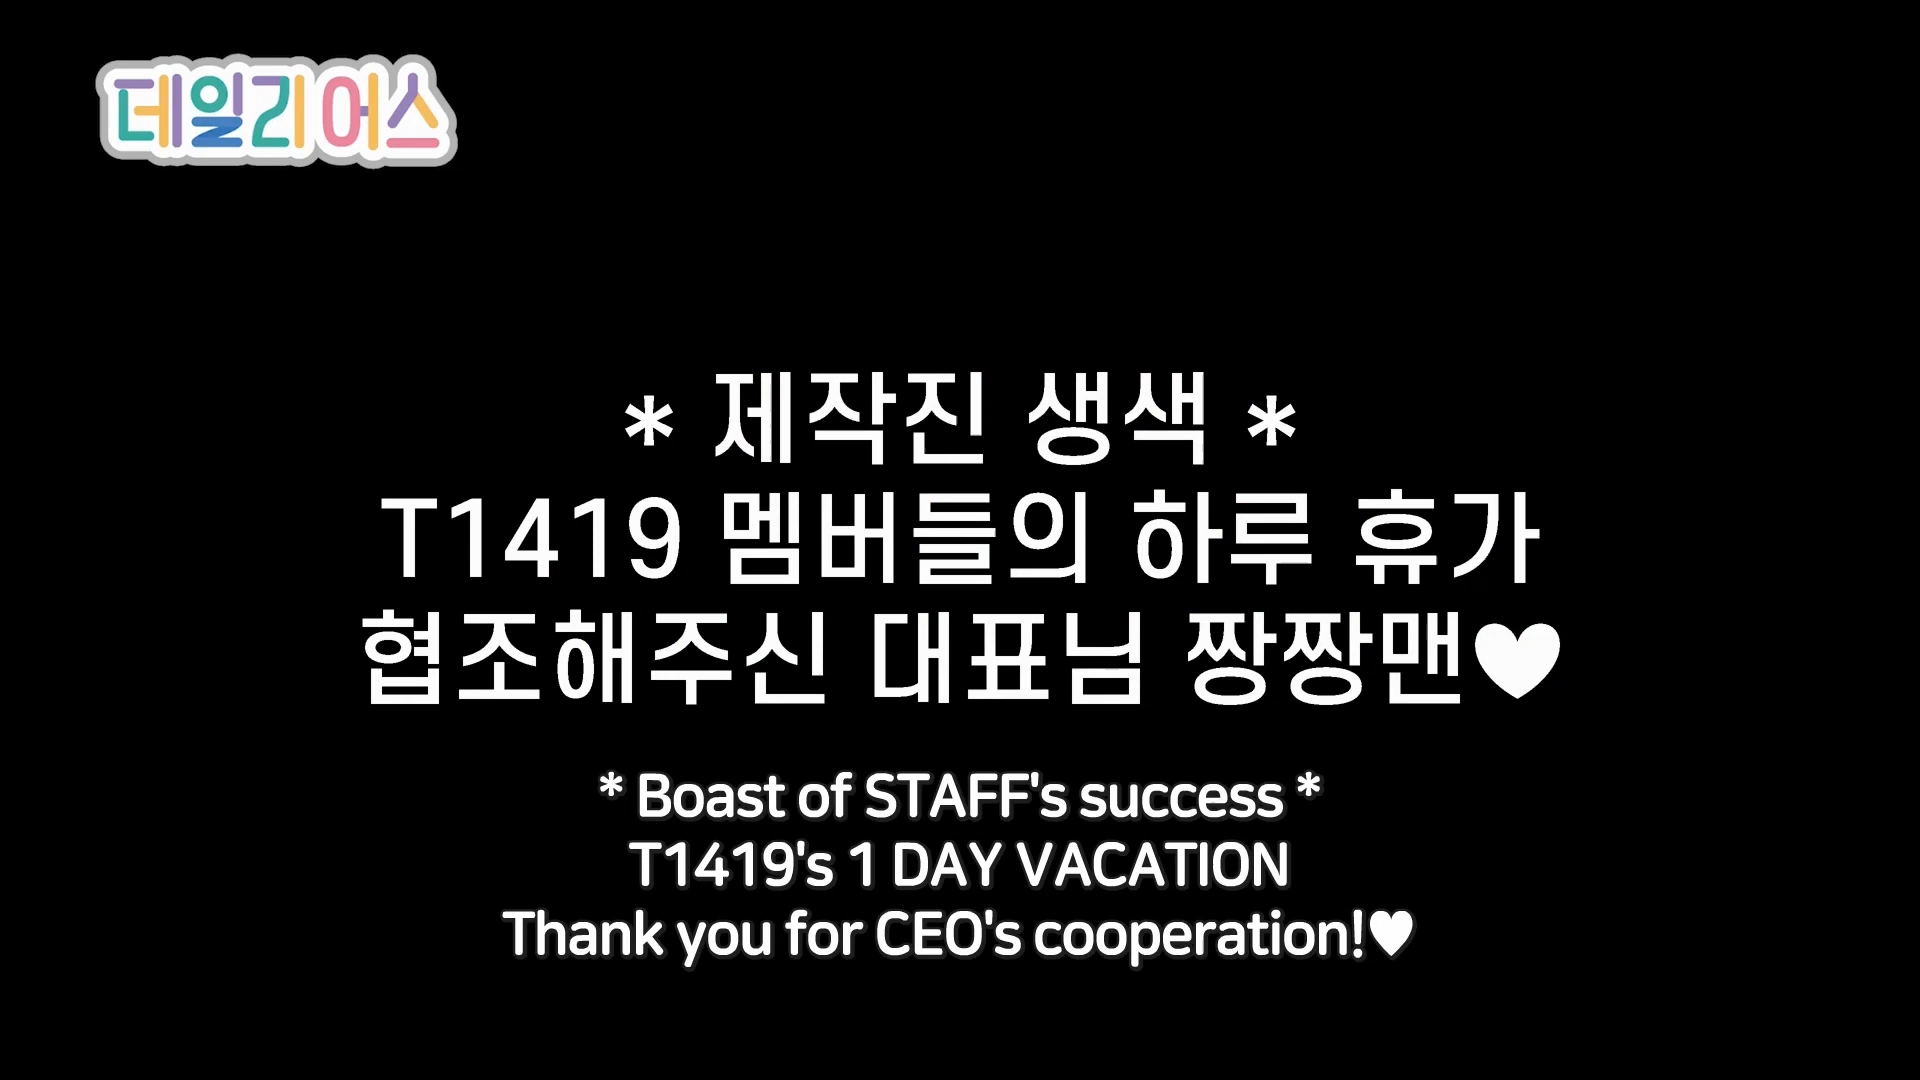 데일리어스
* 제작진 생색 *
T1419 멤버들의 하루 휴가
협조해주신 대표님 짱짱맨♥
* Boast of STAFF's success *
T1419's 1 DAY VACATION
Thank you for CEO's cooperation!♥